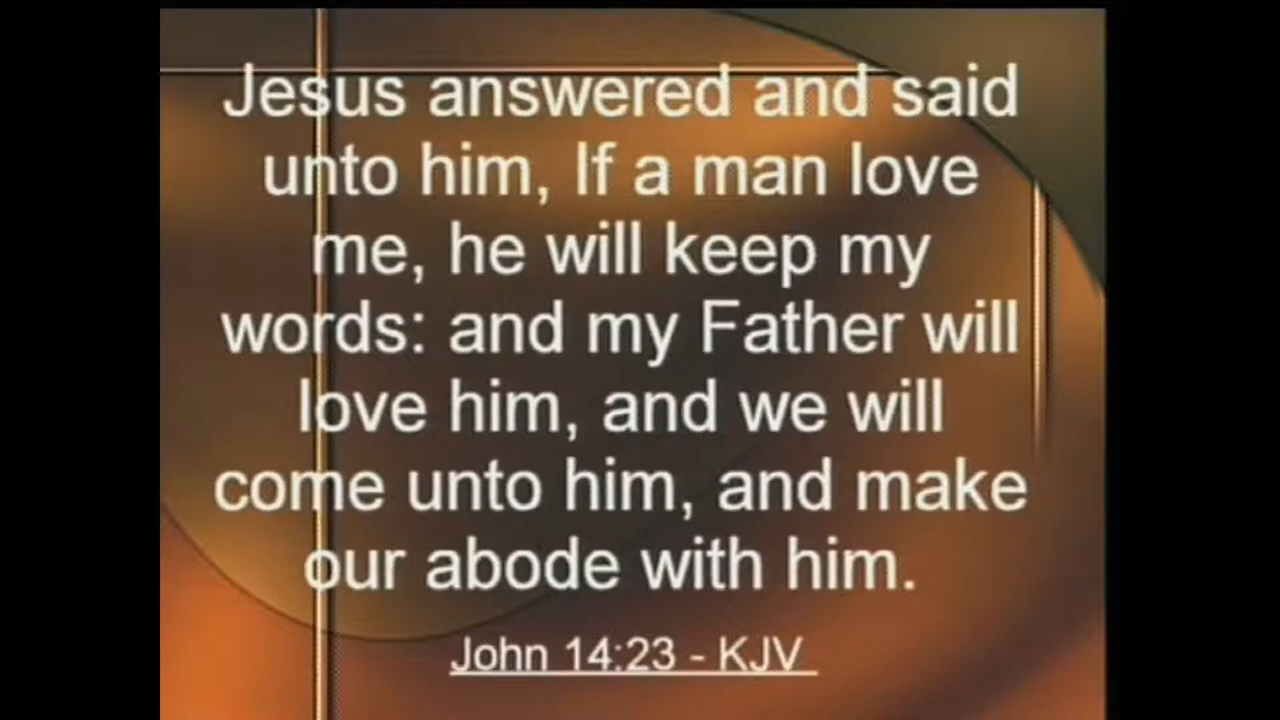 Jesus answered and said
unto him, If a man love
me, he will keep my
words: and my Father will
love him, and we will
come unto him, and make
our abode with him.
John 14:23 - KJV